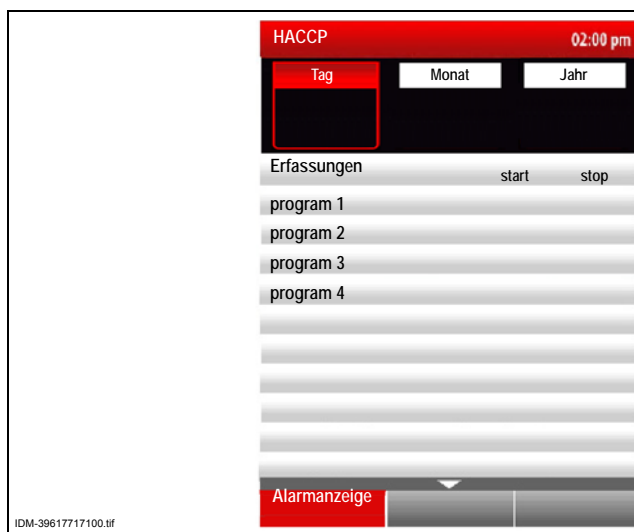 HACCP 02:00 pm
Tag Monat Jahr
Erfassungen start stop
program 1
program 2
program 3
program 4
Alarmanzeige
IDM-39617717100.tif